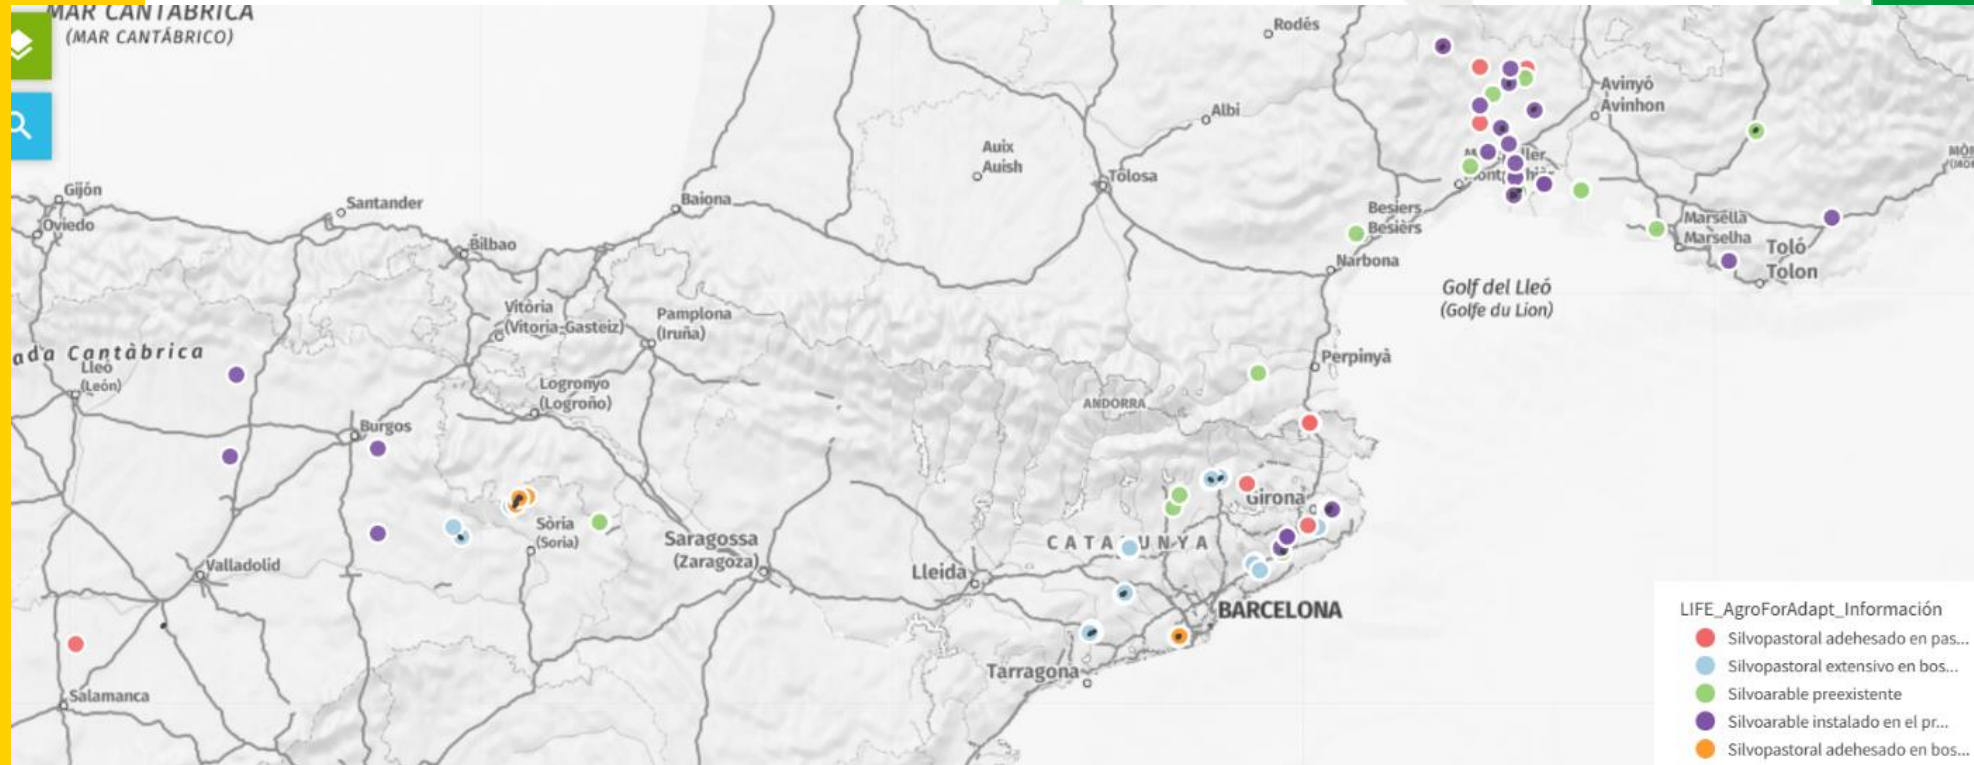 MAR CANTÀBRICA
(MAR CANTÁBRICO)
Rodés
Avinyó
Avinhon
Albi
Auix
Auish
Tolosa
Gijón
Oviedo
Santander
Bilbao
Baiona
Besiers
Besièrs
Narbona
Marsella
Marselha
Toló
Tolon
Golf del Lleó
(Golfe du Lion)
Vitòria
(Vitoria-Gasteiz)
Pamplona
(Iruña)
ada Cantàbrica
Lleó
(León)
Logronyo
(Logroño)
Perpinyà
ANDORRA
Burgos
Girona
Sòria
(Soria)
Saragossa
(Zaragoza)
CATALUNYA
Valladolid
Lleida
BARCELONA
Tarragona
Salamanca
LIFE_AgroForAdapt_Información
Silvopastoral adehesado en pas...
Silvopastoral extensivo en bos...
Silvoarable preexistente
Silvoarable instalado en el pr...
Silvopastoral adehesado en bos...